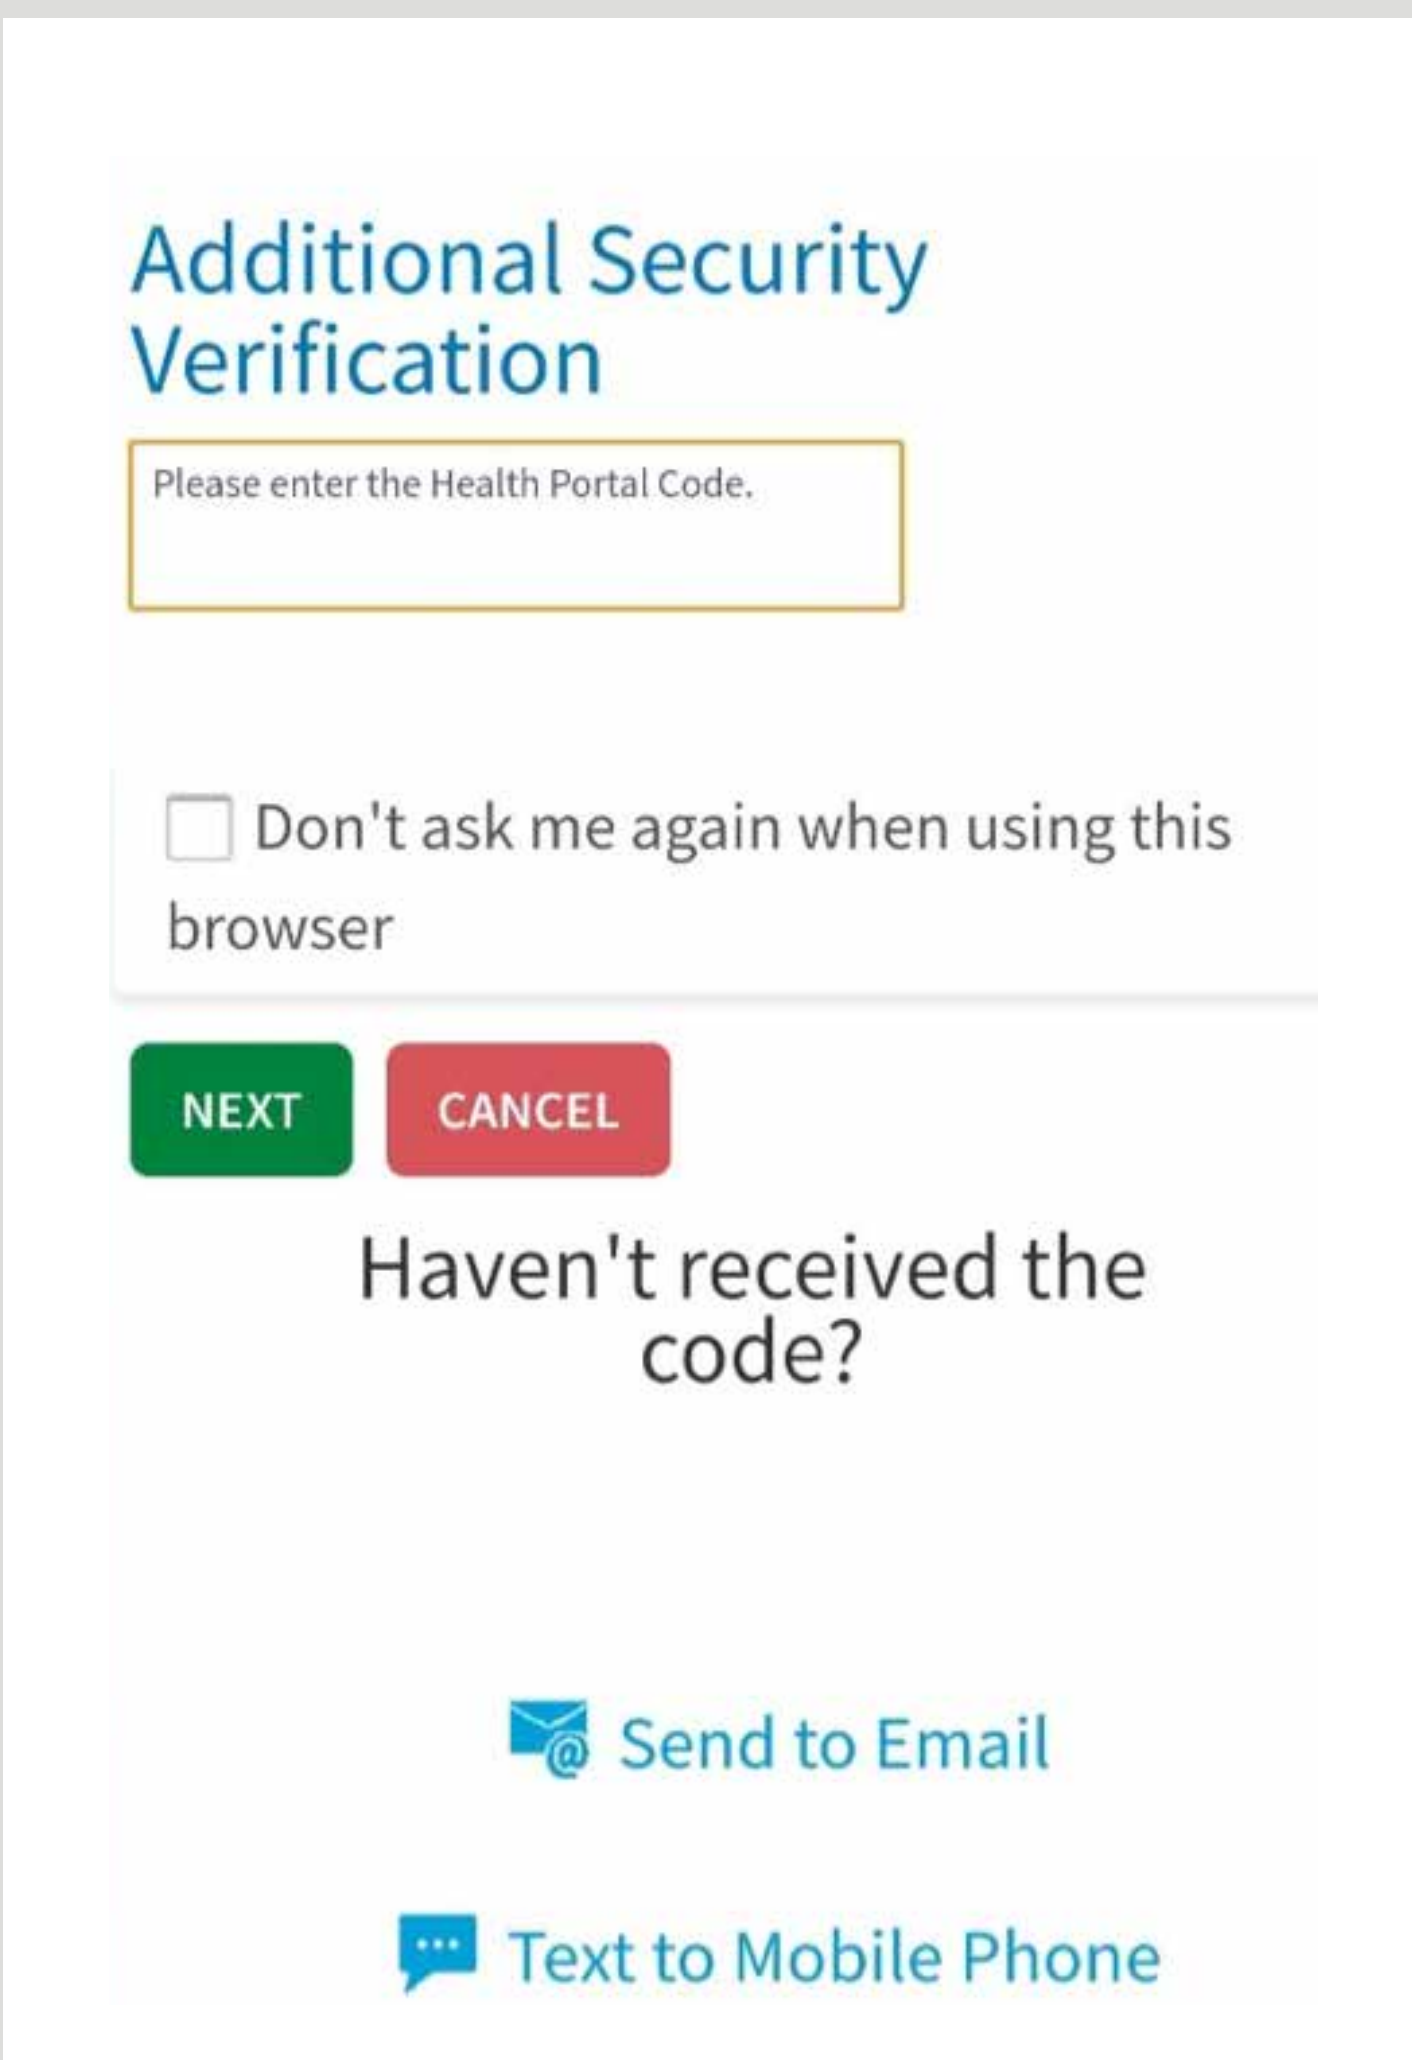 Additional Security
Verification
Please enter the Health Portal Code.
Don't ask me again when using this
browser
NEXT CANCEL
Haven't received the
code?
Send to Email
Text to Mobile Phone